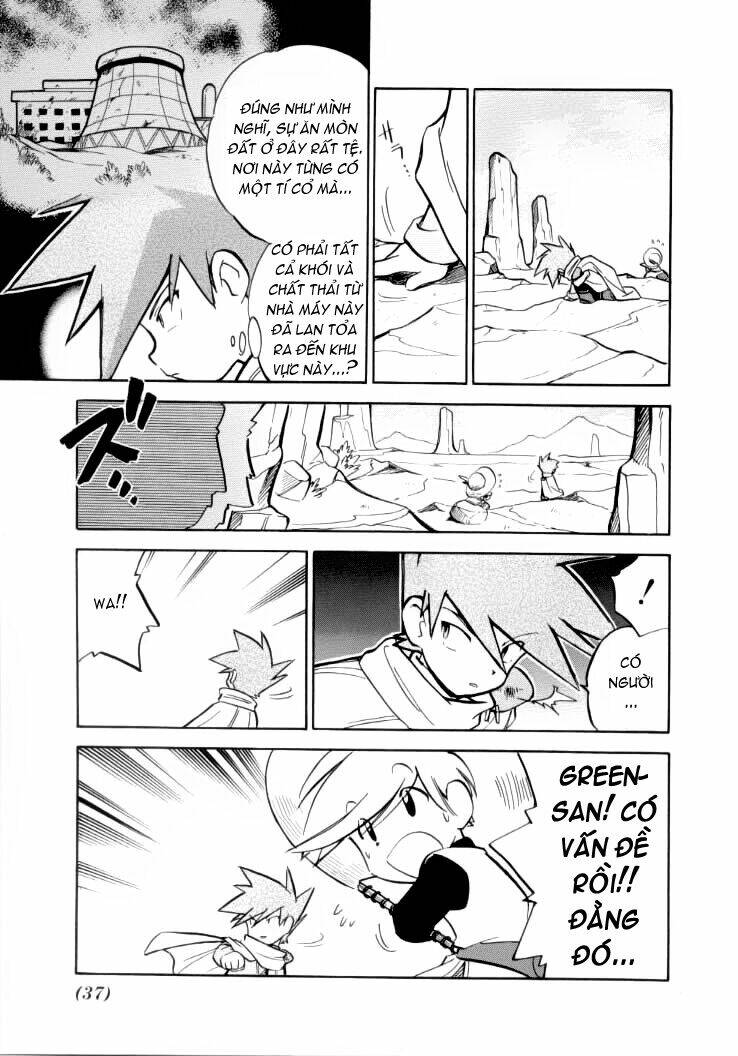 ĐÚNG NHƯ MÌNH
NGHĨ, SỰ ĂN MÒN
ĐẤT Ở ĐÂY RẤT TỆ.
NƠI NÀY TỪNG CÓ
MỘT TÍ CỎ MÀ...
CÓ PHẢI TẤT
CẢ KHÓI VÀ
CHẤT THẢI TỪ
NHÀ MÁY NÀY
ĐÃ LAN TỎA
RA ĐẾN KHU
VỰC NÀY...?
ズ
!
CÓ
NGƯỜI
...
WA!!
GREEN-
SAN! CÓ
VẤN ĐỀ
RỒI!!
ĐẰNG
ĐÓ...
(37)